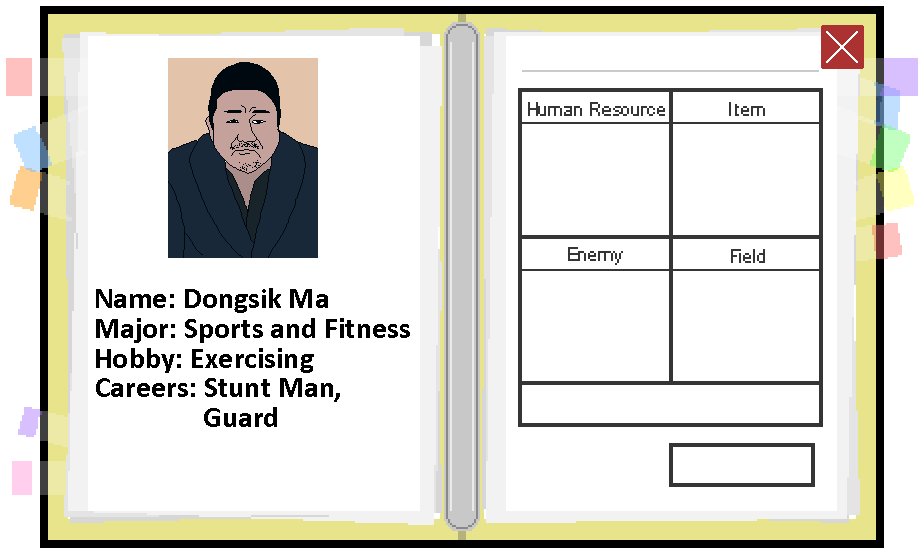 Name: Dongsik Ma
Major: Sports and Fitness
Hobby: Exercising
Careers: Stunt Man,
Guard
Human Resource
Item
Enemy
Field